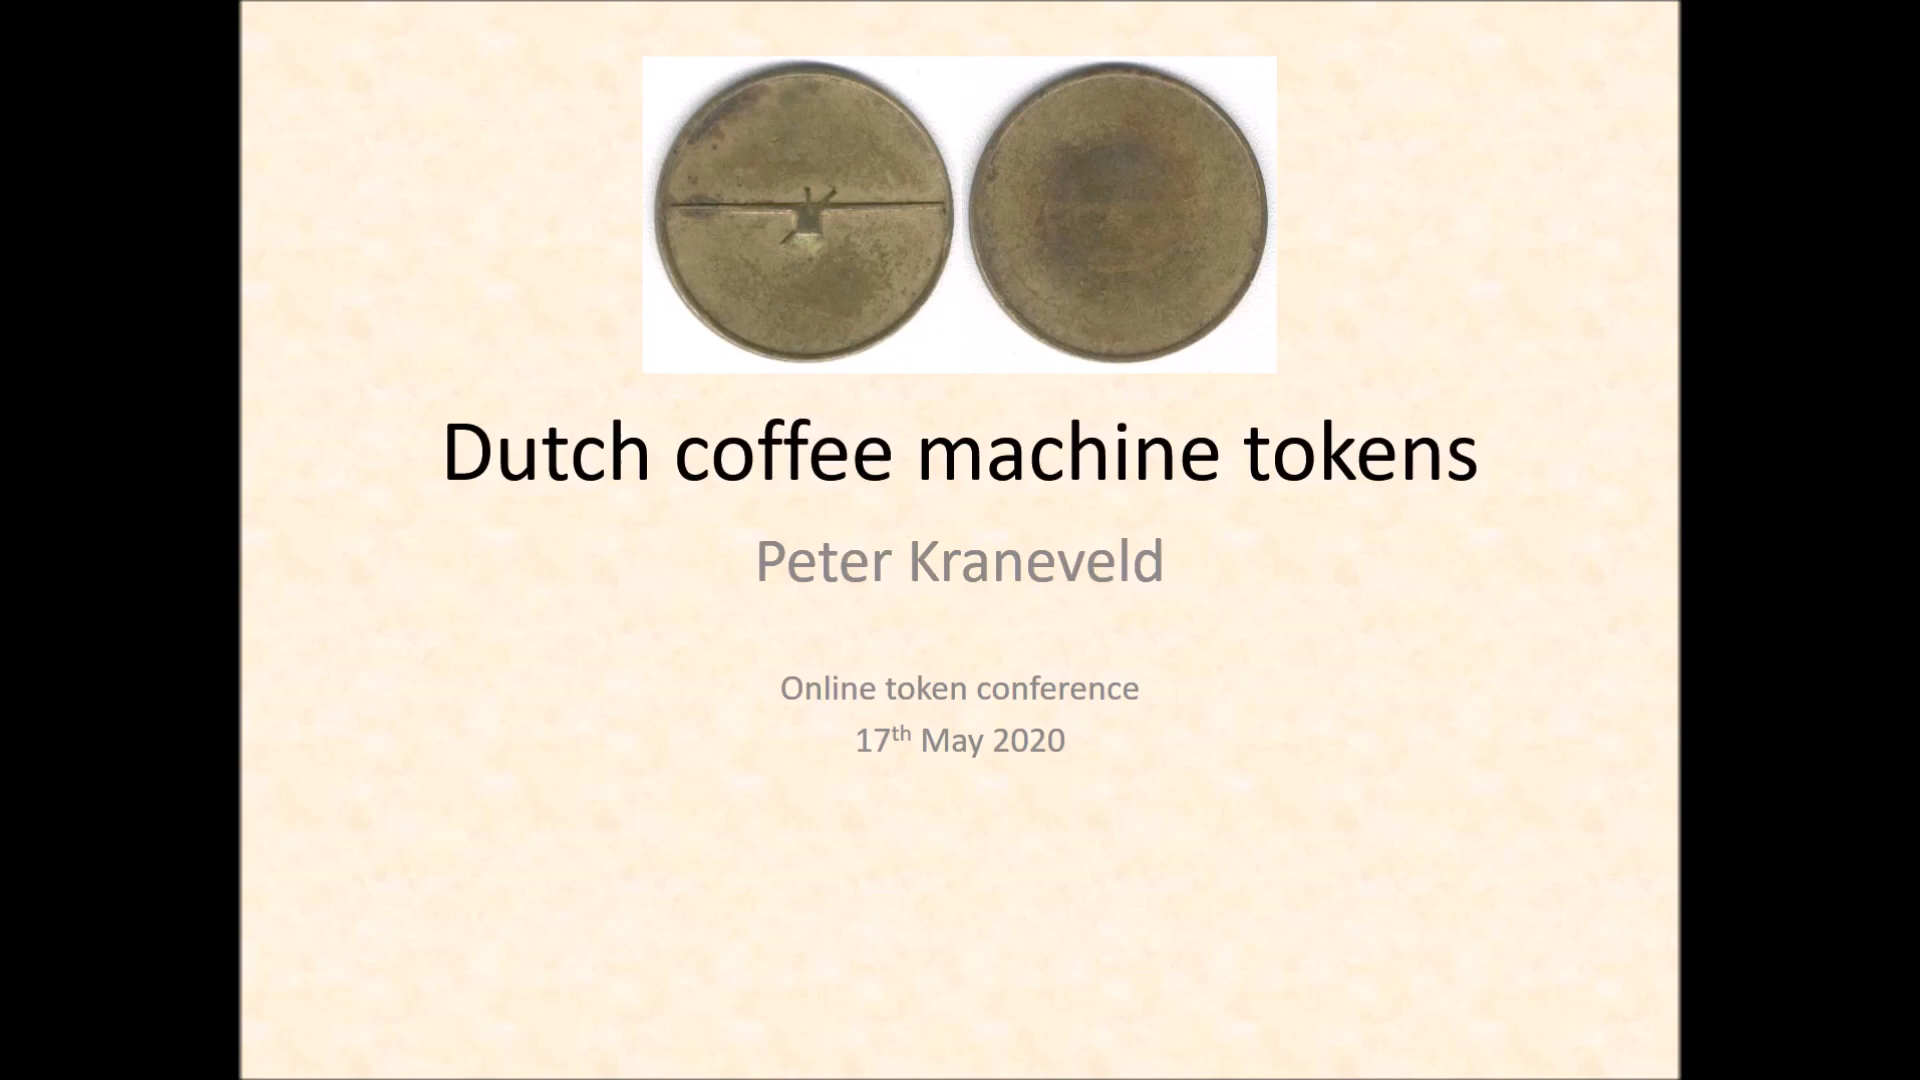 Dutch coffee machine tokens
Peter Kraneveld
Online token conference
17th May 2020